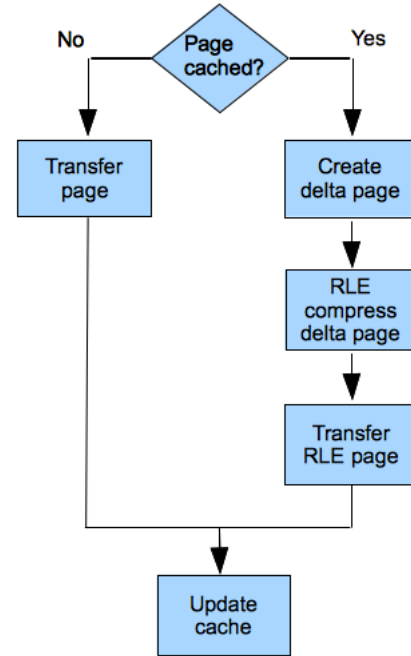 Page
cached?
No
Yes
Transfer
page
Create
delta page
RLE
compress
delta page
Transfer
RLE page
Update
cache